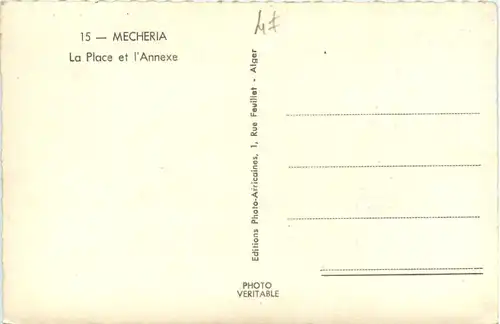 15 — MECHERIA
La Place et l'Annexe
Editions Photo-Africaines, 1, Rue Feuillet - Alger
PHOTO
VERITABLE